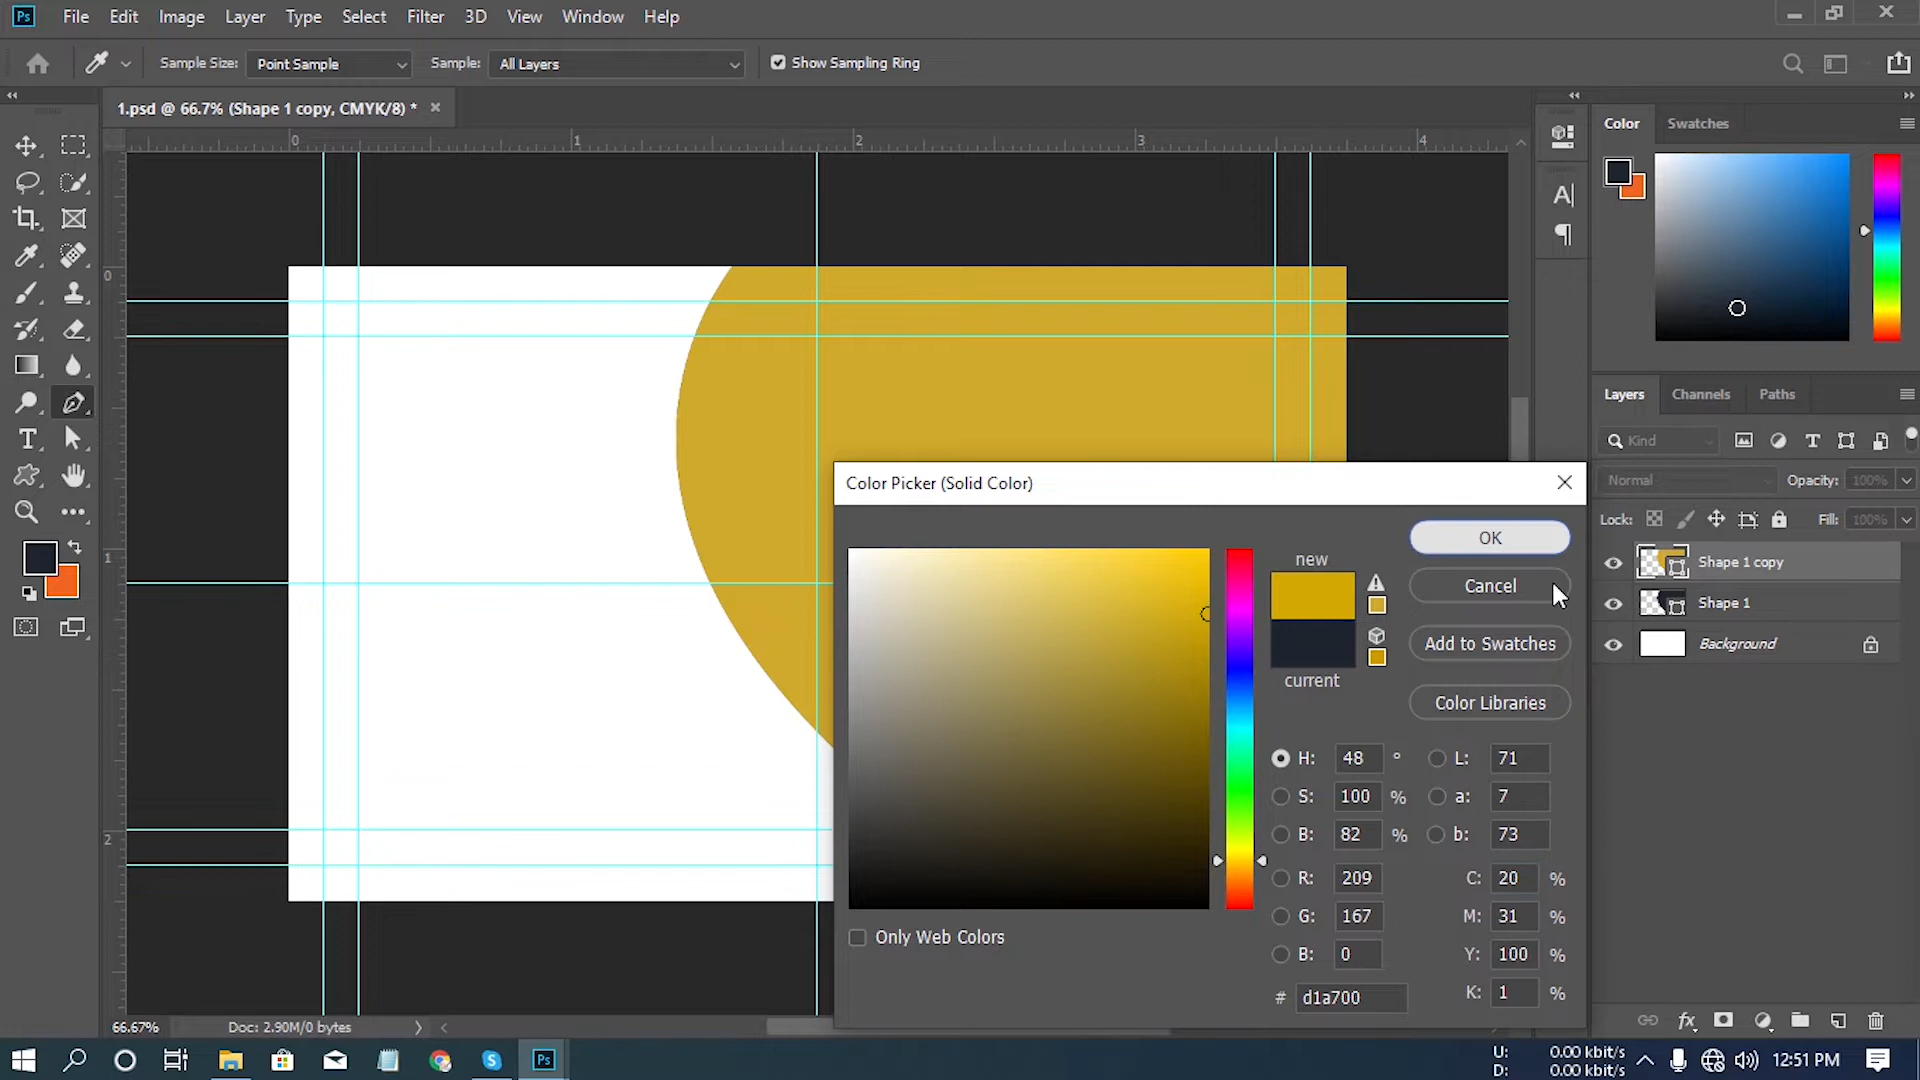 Ps File Edit Image Layer Type Select Filter 3D View Window Help
Sample Size: Point Sample Sample: All Layers Show Sampling Ring
1.psd @ 66.7% (Shape 1 copy, CMYK/8) *
0 1 2 3 4
0
1
2
Color Swatches
Layers Channels Paths
Kind
Normal Opacity: 100%
Lock: Fill: 100%
Shape 1 copy
Shape 1
Background
Color Picker (Solid Color)
new
current
OK
Cancel
Add to Swatches
Color Libraries
H: 48 ° L: 71
S: 100 % a: 7
B: 82 % b: 73
R: 209 C: 20 %
G: 167 M: 31 %
B: 0 Y: 100 %
# d1a700 K: 1 %
Only Web Colors
66.67% Doc: 2.90M/0 bytes
fx
Ps
U: 0.00 kbit/s
D: 0.00 kbit/s
12:51 PM